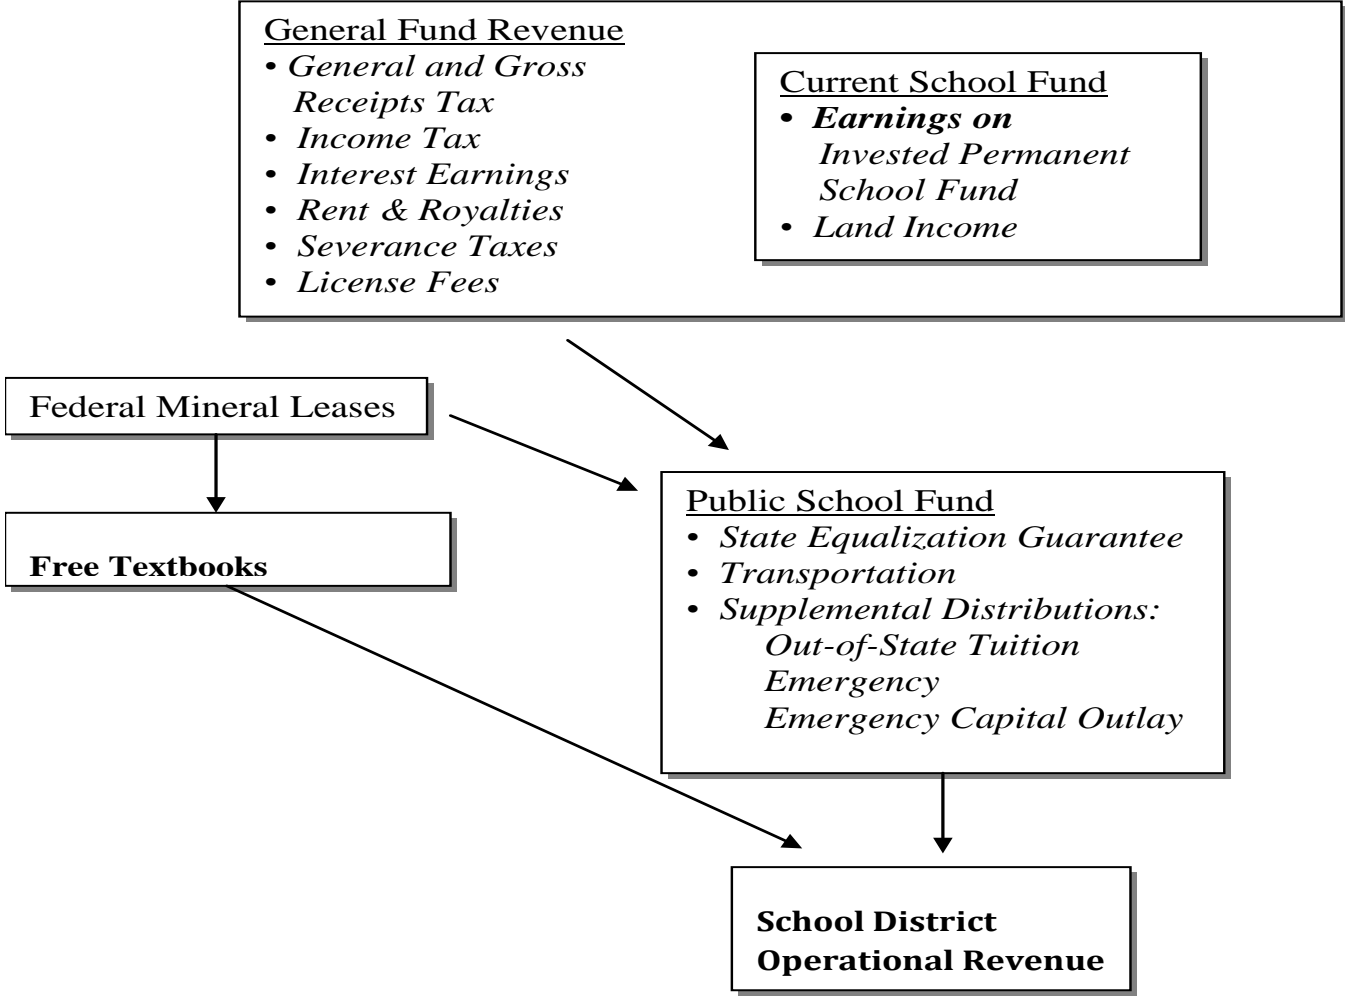 General Fund Revenue
• General and Gross
Receipts Tax
• Income Tax
• Interest Earnings
• Rent & Royalties
• Severance Taxes
• License Fees
Current School Fund
• Earnings on
Invested Permanent
School Fund
• Land Income
Federal Mineral Leases
Free Textbooks
Public School Fund
• State Equalization Guarantee
• Transportation
• Supplemental Distributions:
Out-of-State Tuition
Emergency
Emergency Capital Outlay
School District
Operational Revenue